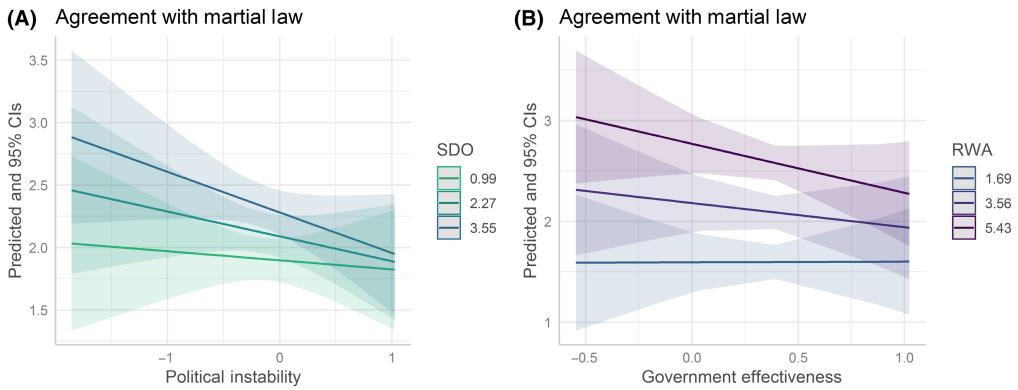 (A) Agreement with martial law
Predicted and 95% CIs
3.5
3.0
2.5
2.0
1.5
−1
0
1
Political instability
SDO
0.99
2.27
3.55
(B) Agreement with martial law
Predicted and 95% CIs
3
2
1
−0.5
0.0
0.5
1.0
Government effectiveness
RWA
1.69
3.56
5.43